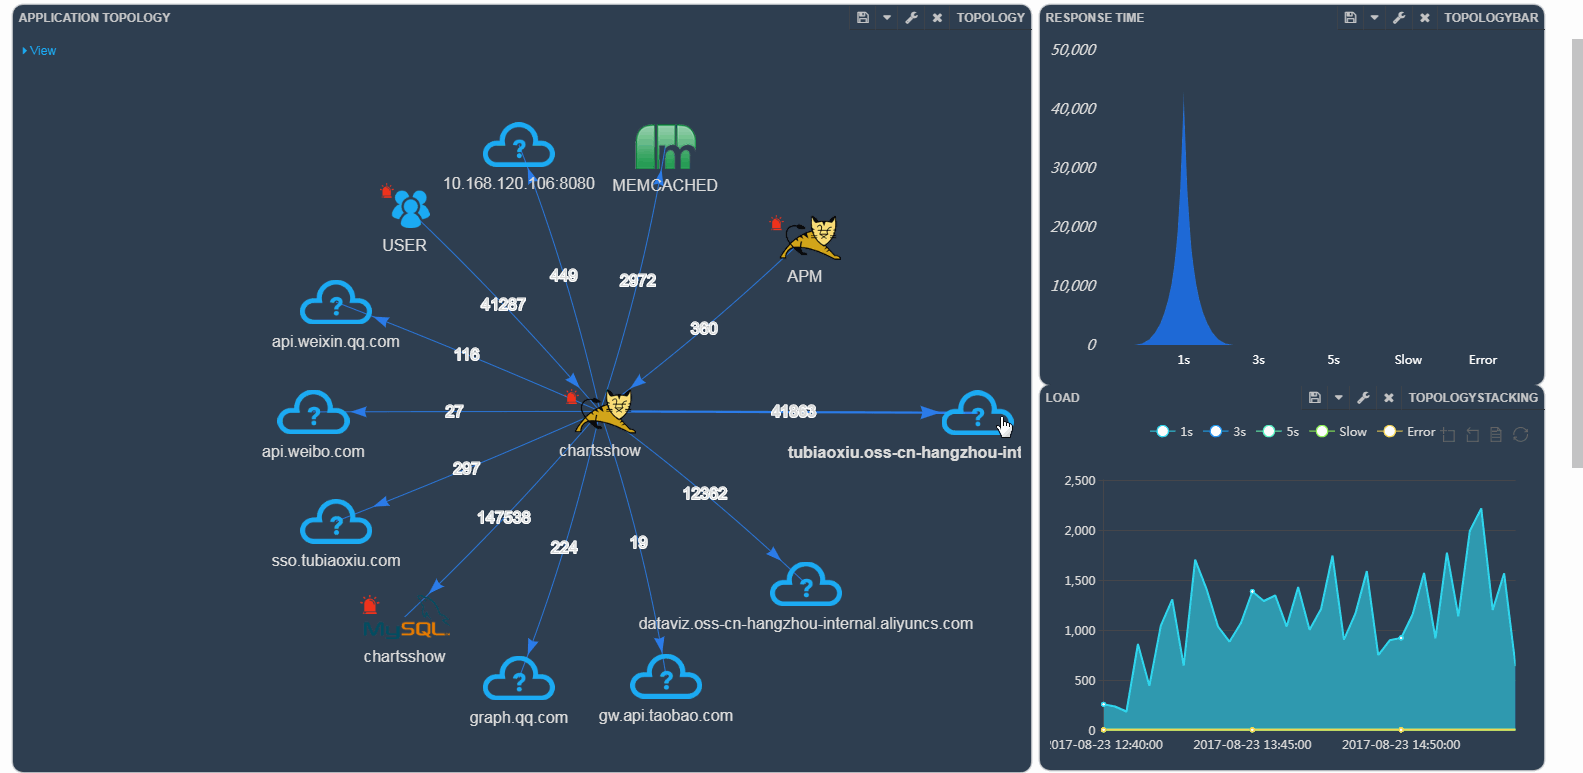 APPLICATION TOPOLOGY
TOPOLOGY
View
10.168.120.106:8080
MEMCACHED
USER
APM
449
2972
41287
360
api.weixin.qq.com
116
27
41863
api.weibo.com
chartsshow
tubiaoxiu.oss-cn-hangzhou-int
297
12362
147538
sso.tubiaoxiu.com
224
19
MySQL
chartsshow
dataviz.oss-cn-hangzhou-internal.aliyuncs.com
graph.qq.com
gw.api.taobao.com
RESPONSE TIME
TOPOLOGYBAR
50,000
40,000
30,000
20,000
10,000
0
1s 3s 5s Slow Error
LOAD
TOPOLOGYSTACKING
1s 3s 5s Slow Error
2,500
2,000
1,500
1,000
500
0
2017-08-23 12:40:00 2017-08-23 13:45:00 2017-08-23 14:50:00